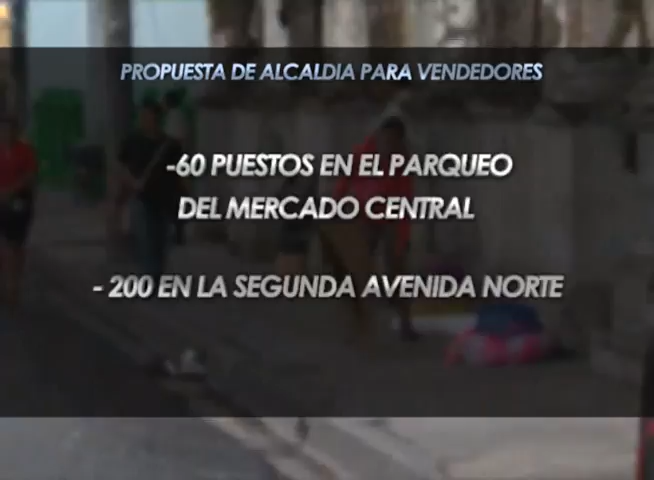 PROPUESTA DE ALCALDIA PARA VENDEDORES
-60 PUESTOS EN EL PARQUEO
DEL MERCADO CENTRAL
- 200 EN LA SEGUNDA AVENIDA NORTE